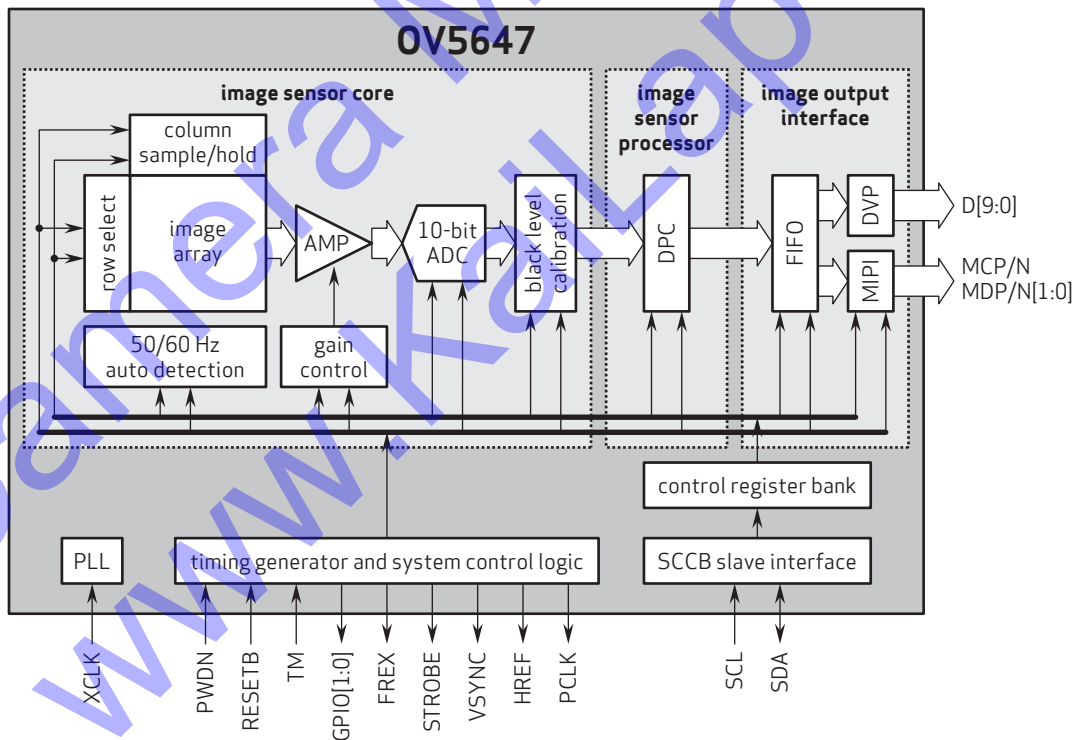 OV5647
image sensor core
image
sensor
processor
image output
interface
column
sample/hold
row select
image
array
AMP
10-bit
ADC
black level
calibration
DPC
FIFO
DVP
MIPI
D[9:0]
MCP/N
MDP/N[1:0]
50/60 Hz
auto detection
gain
control
control register bank
PLL
timing generator and system control logic
SCCB slave interface
XCLK
PWDN
RESETB
TM
GPIO[1:0]
FREX
STROBE
VSYNC
HREF
PCLK
SCL
SDA
amera M
www.KaiLap